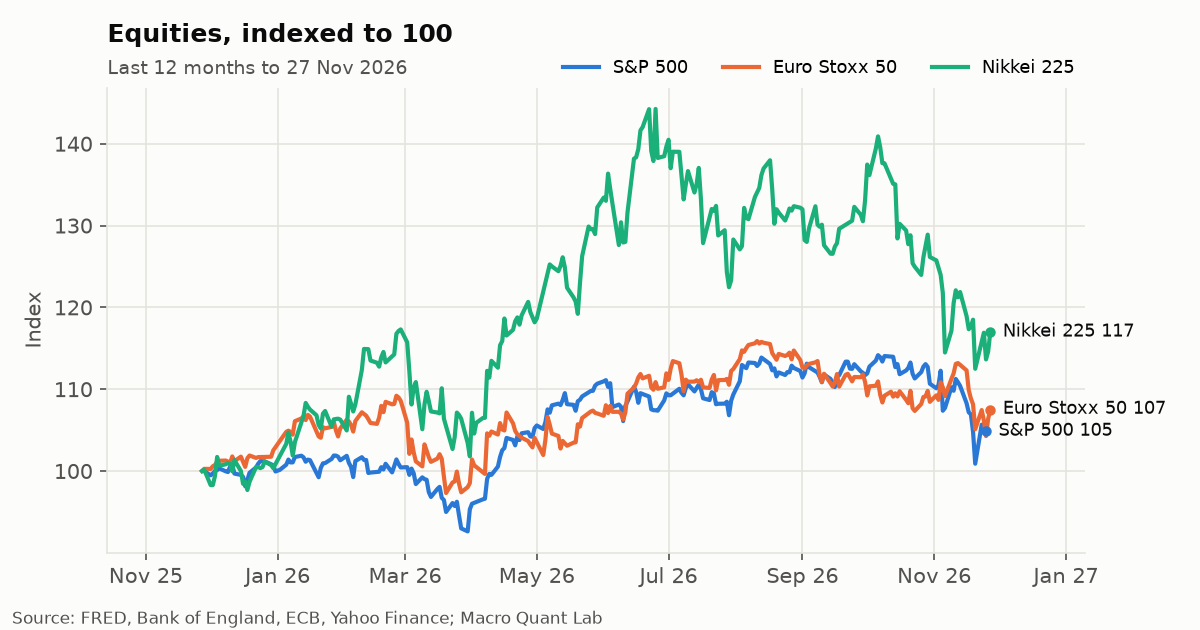 Equities, indexed to 100
Last 12 months to 27 Nov 2026
S&P 500 Euro Stoxx 50 Nikkei 225
Index
140
130
120
110
100
Nikkei 225 117
Euro Stoxx 50 107
S&P 500 105
Nov 25 Jan 26 Mar 26 May 26 Jul 26 Sep 26 Nov 26 Jan 27
Source: FRED, Bank of England, ECB, Yahoo Finance; Macro Quant Lab